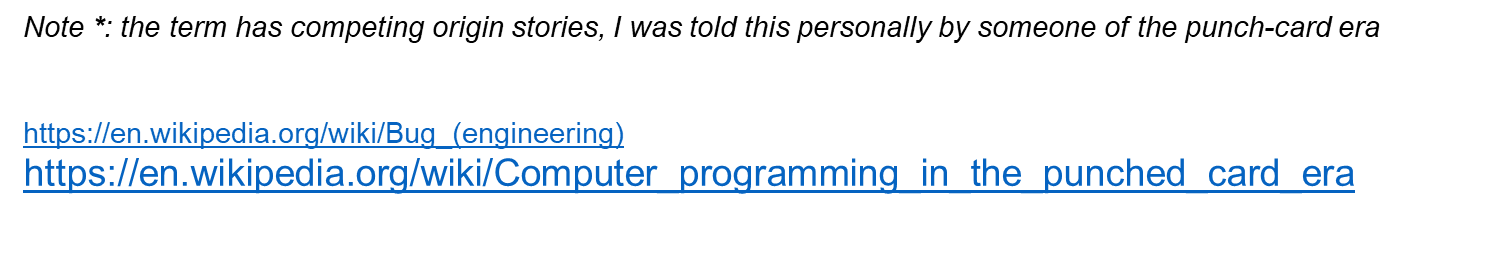 Note *: the term has competing origin stories, I was told this personally by someone of the punch-card era
https://en.wikipedia.org/wiki/Bug_(engineering)
https://en.wikipedia.org/wiki/Computer_programming_in_the_punched_card_era